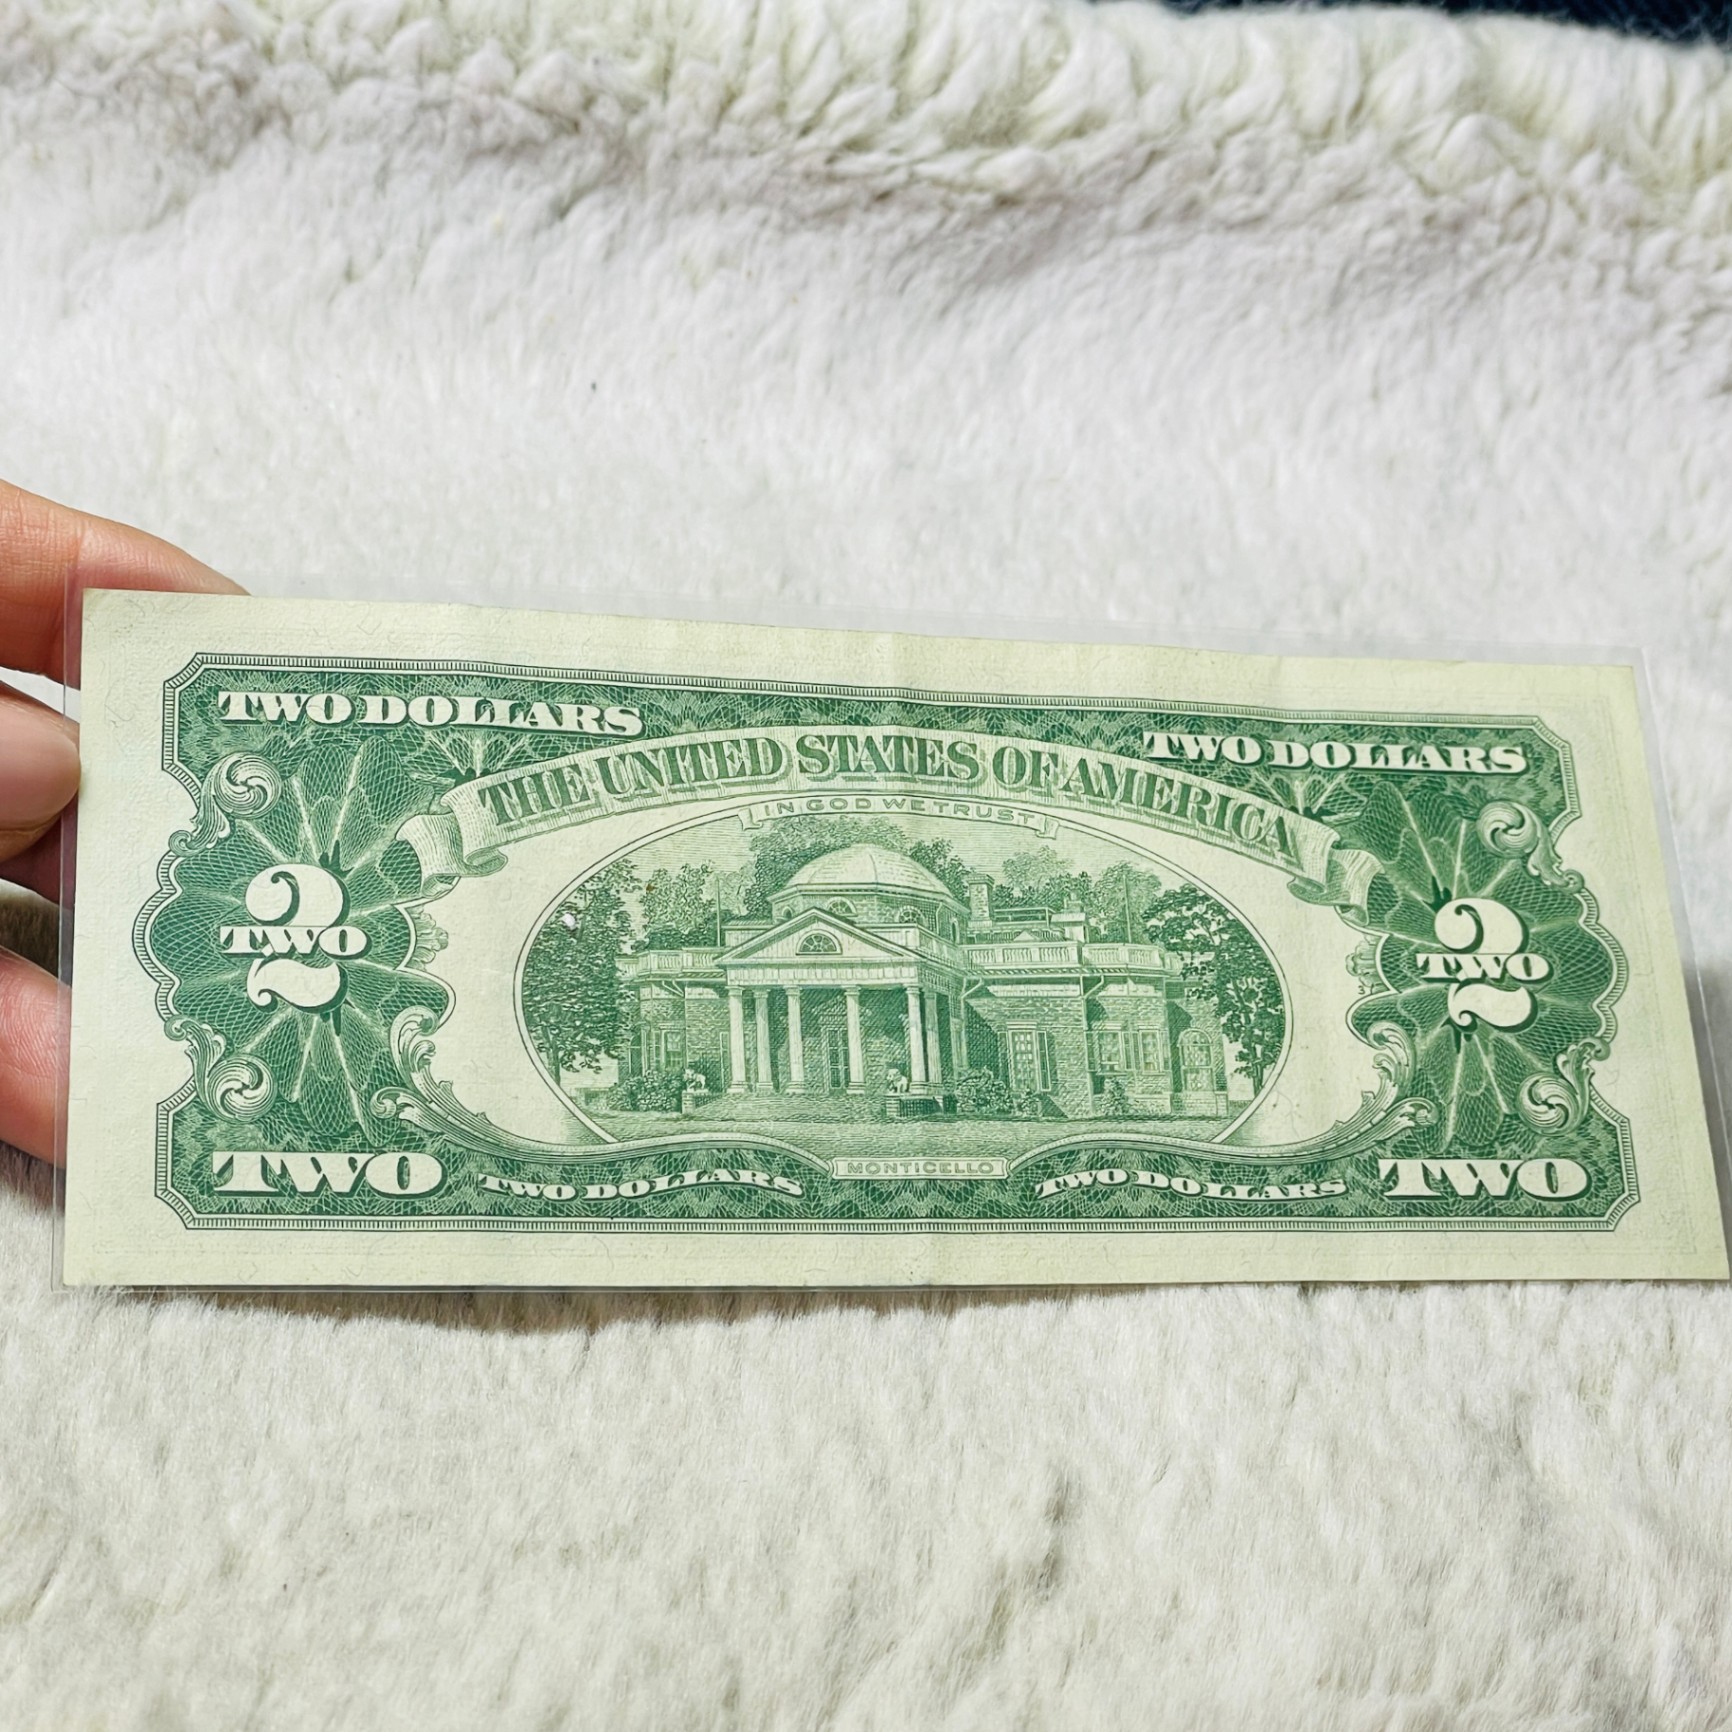 TWO DOLLARS
TWO DOLLARS
THE UNITED STATES OF AMERICA
IN GOD WE TRUST
2
TWO
2
TWO
MONTICELLO
TWO
TWO DOLLARS
TWO DOLLARS
TWO